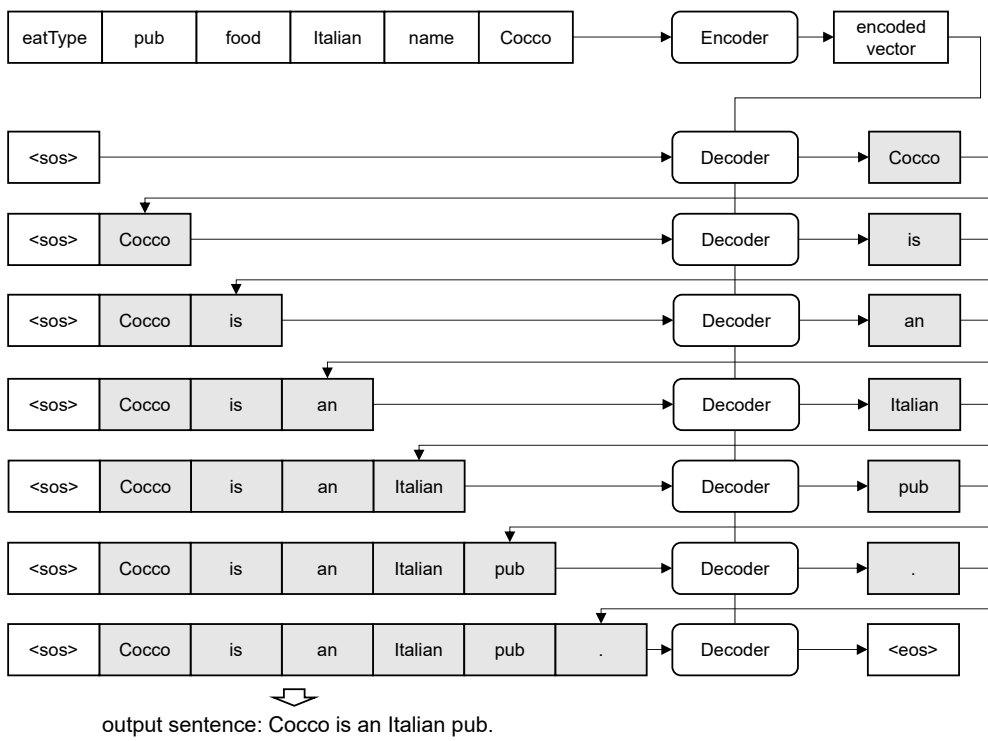 eatType pub food Italian name Cocco Encoder encoded
vector
<sos> Decoder Cocco
<sos> Cocco Decoder is
<sos> Cocco is Decoder an
<sos> Cocco is an Decoder Italian
<sos> Cocco is an Italian Decoder pub
<sos> Cocco is an Italian pub Decoder .
<sos> Cocco is an Italian pub . Decoder <eos>
output sentence: Cocco is an Italian pub.